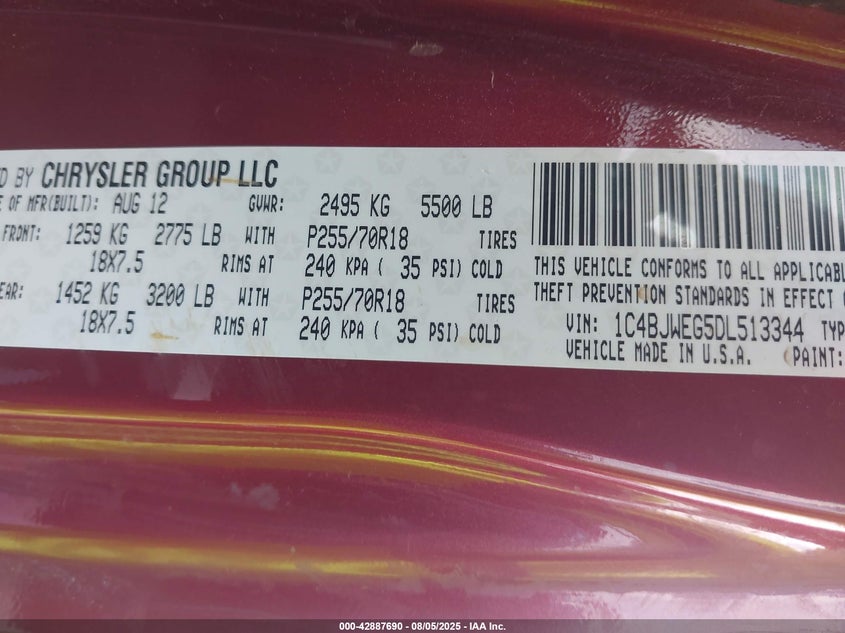 D BY CHRYSLER GROUP LLC
E OF MFR(BUILT): AUG 12 GVWR: 2495 KG 5500 LB
FRONT: 1259 KG 2775 LB WITH P255/70R18 TIRES
18X7.5 RIMS AT 240 KPA ( 35 PSI) COLD
EAR: 1452 KG 3200 LB WITH P255/70R18 TIRES
18X7.5 RIMS AT 240 KPA ( 35 PSI) COLD
THIS VEHICLE CONFORMS TO ALL APPLICABL
THEFT PREVENTION STANDARDS IN EFFECT
VIN: 1C4BJWEG5DL513344 TYP
VEHICLE MADE IN U.S.A. PAINT:
000-42887690 - 08/05/2025 - IAA Inc.